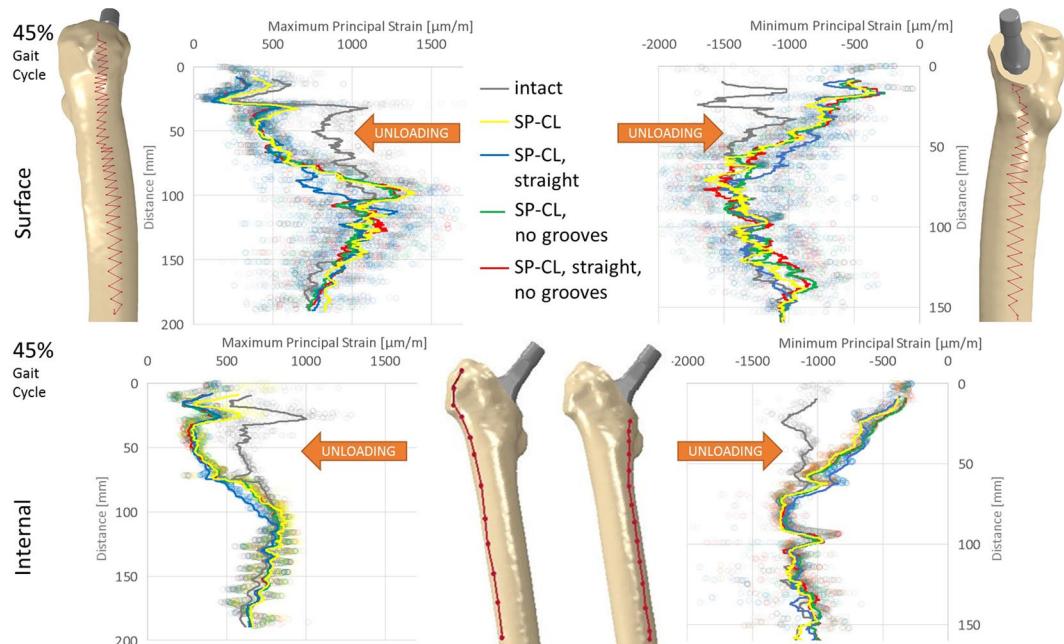 45%
Gait
Cycle
Surface
Maximum Principal Strain [µm/m]
0 500 1000 1500
0
50
100
150
200
Distance [mm]
UNLOADING
intact
SP-CL
SP-CL,
straight
SP-CL,
no grooves
SP-CL, straight,
no grooves
Minimum Principal Strain [µm/m]
-2000 -1500 -1000 -500 0
0
50
100
150
Distance [mm]
UNLOADING
45%
Gait
Cycle
Internal
Maximum Principal Strain [µm/m]
0 500 1000 1500
0
50
100
150
200
Distance [mm]
UNLOADING
Minimum Principal Strain [µm/m]
-2000 -1500 -1000 -500 0
0
50
100
150
Distance [mm]
UNLOADING